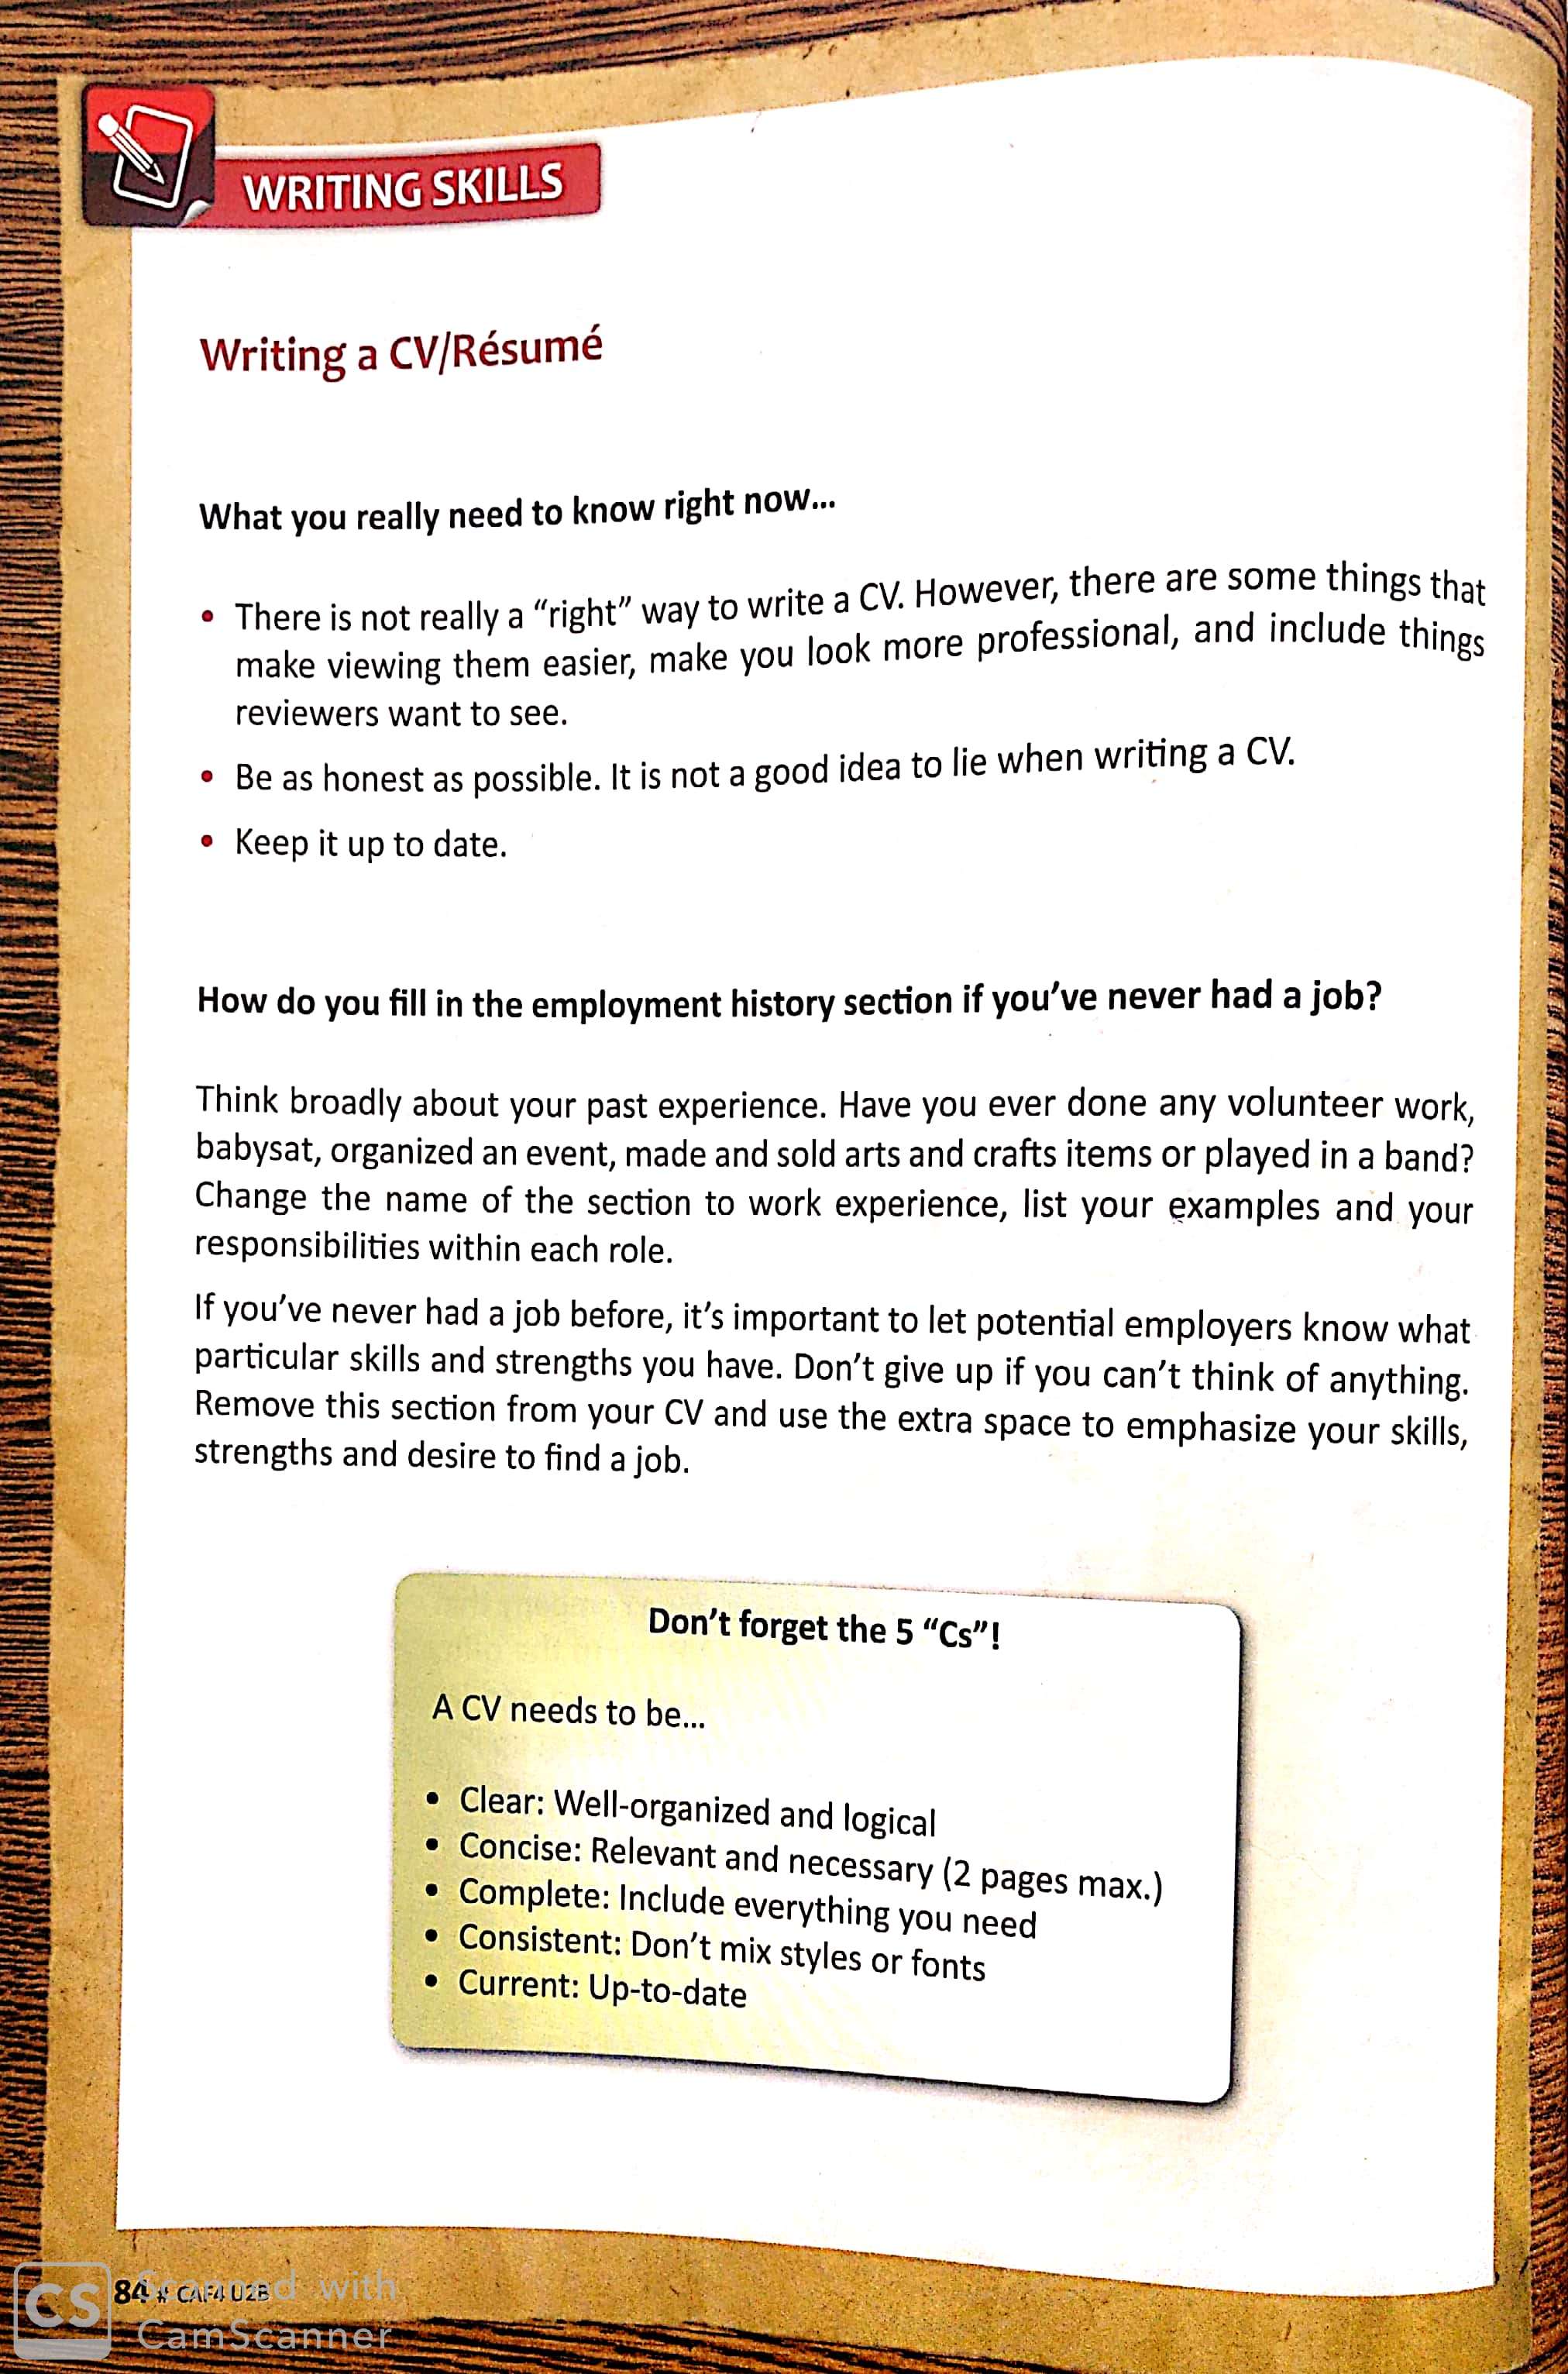 WRITING SKILLS
Writing a CV/Résumé
What you really need to know right now...
• There is not really a “right” way to write a CV. However, there are some things that
make viewing them easier, make you look more professional, and include things
reviewers want to see.
• Be as honest as possible. It is not a good idea to lie when writing a CV.
• Keep it up to date.
How do you fill in the employment history section if you’ve never had a job?
Think broadly about your past experience. Have you ever done any volunteer work,
babysat, organized an event, made and sold arts and crafts items or played in a band?
Change the name of the section to work experience, list your examples and your
responsibilities within each role.
If you’ve never had a job before, it’s important to let potential employers know what
particular skills and strengths you have. Don’t give up if you can’t think of anything.
Remove this section from your CV and use the extra space to emphasize your skills,
strengths and desire to find a job.
Don’t forget the 5 “Cs”!
A CV needs to be...
• Clear: Well-organized and logical
• Concise: Relevant and necessary (2 pages max.)
• Complete: Include everything you need
• Consistent: Don’t mix styles or fonts
• Current: Up-to-date
84 # CAF4 U2B
CS Scanned with
CamScanner